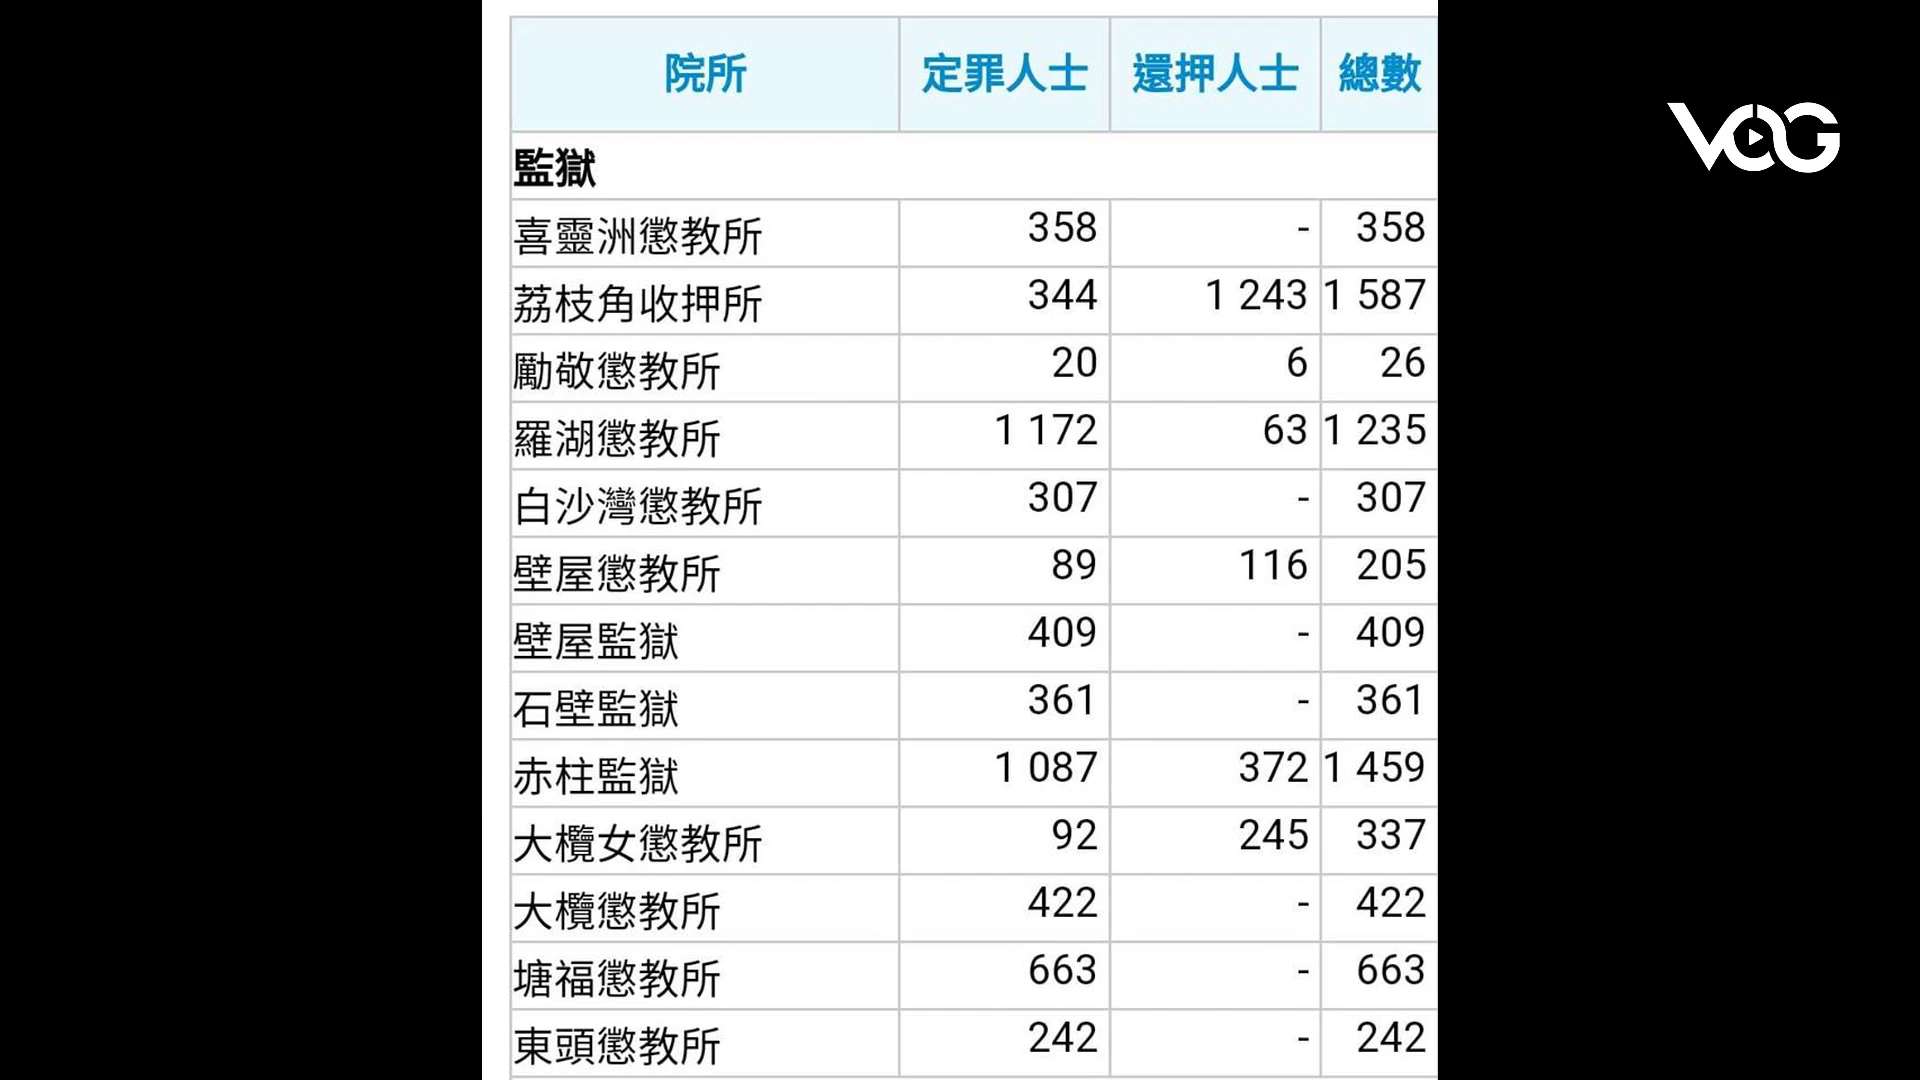 院所 定罪人士 還押人士 總數
監獄
喜靈洲懲教所 358 - 358
荔枝角收押所 344 1 243 1 587
勵敬懲教所 20 6 26
羅湖懲教所 1 172 63 1 235
白沙灣懲教所 307 - 307
壁屋懲教所 89 116 205
壁屋監獄 409 - 409
石壁監獄 361 - 361
赤柱監獄 1 087 372 1 459
大欖女懲教所 92 245 337
大欖懲教所 422 - 422
塘福懲教所 663 - 663
東頭懲教所 242 - 242
VOG